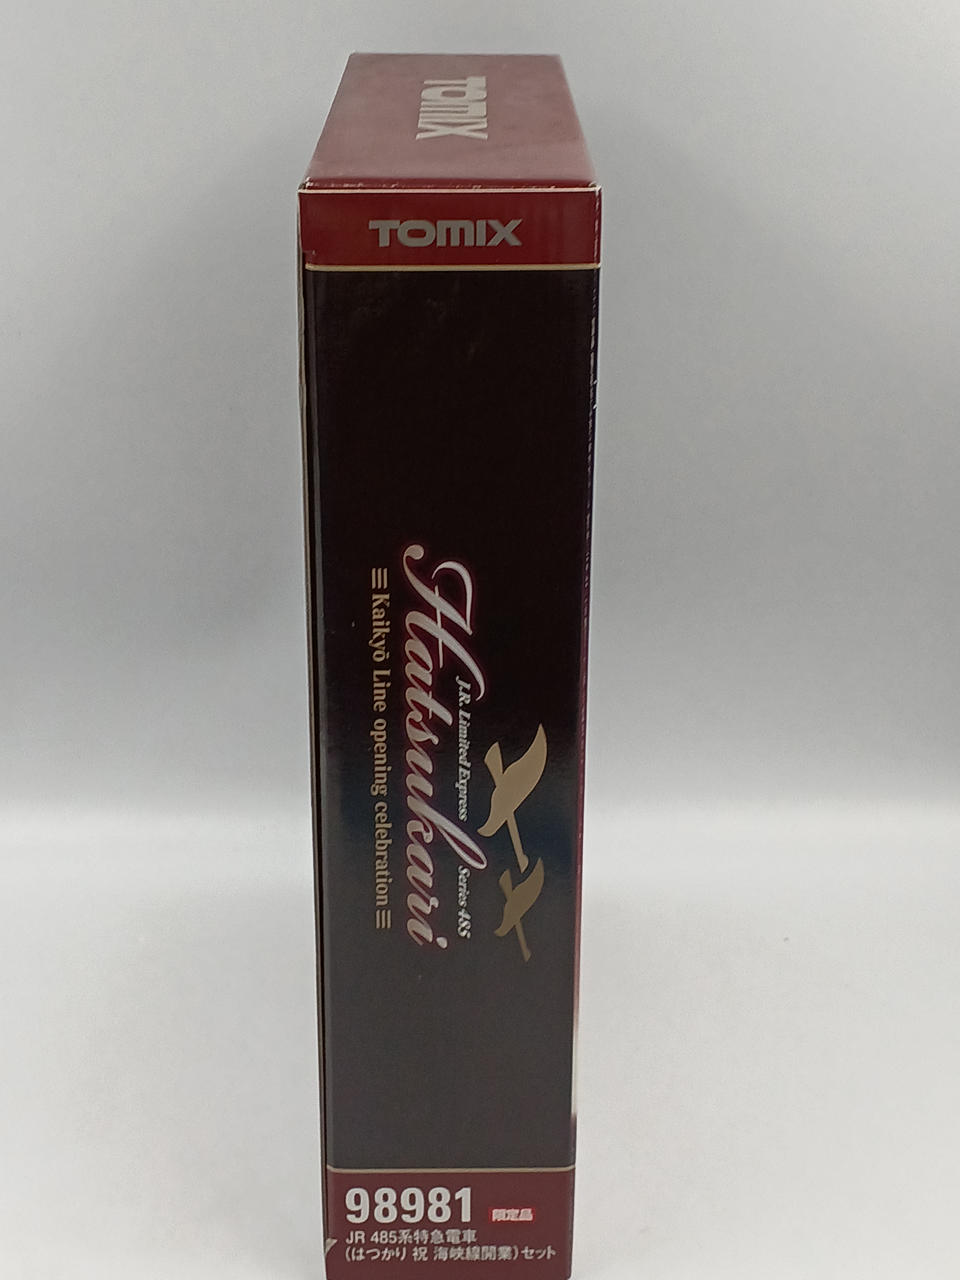 TOMIX
TOMIX
J.R. Limited Express Series 485
Hatsukari
Kaikyō Line opening celebration
98981 限定品
JR 485系特急電車
(はつかり 祝 海峡線開業)セット